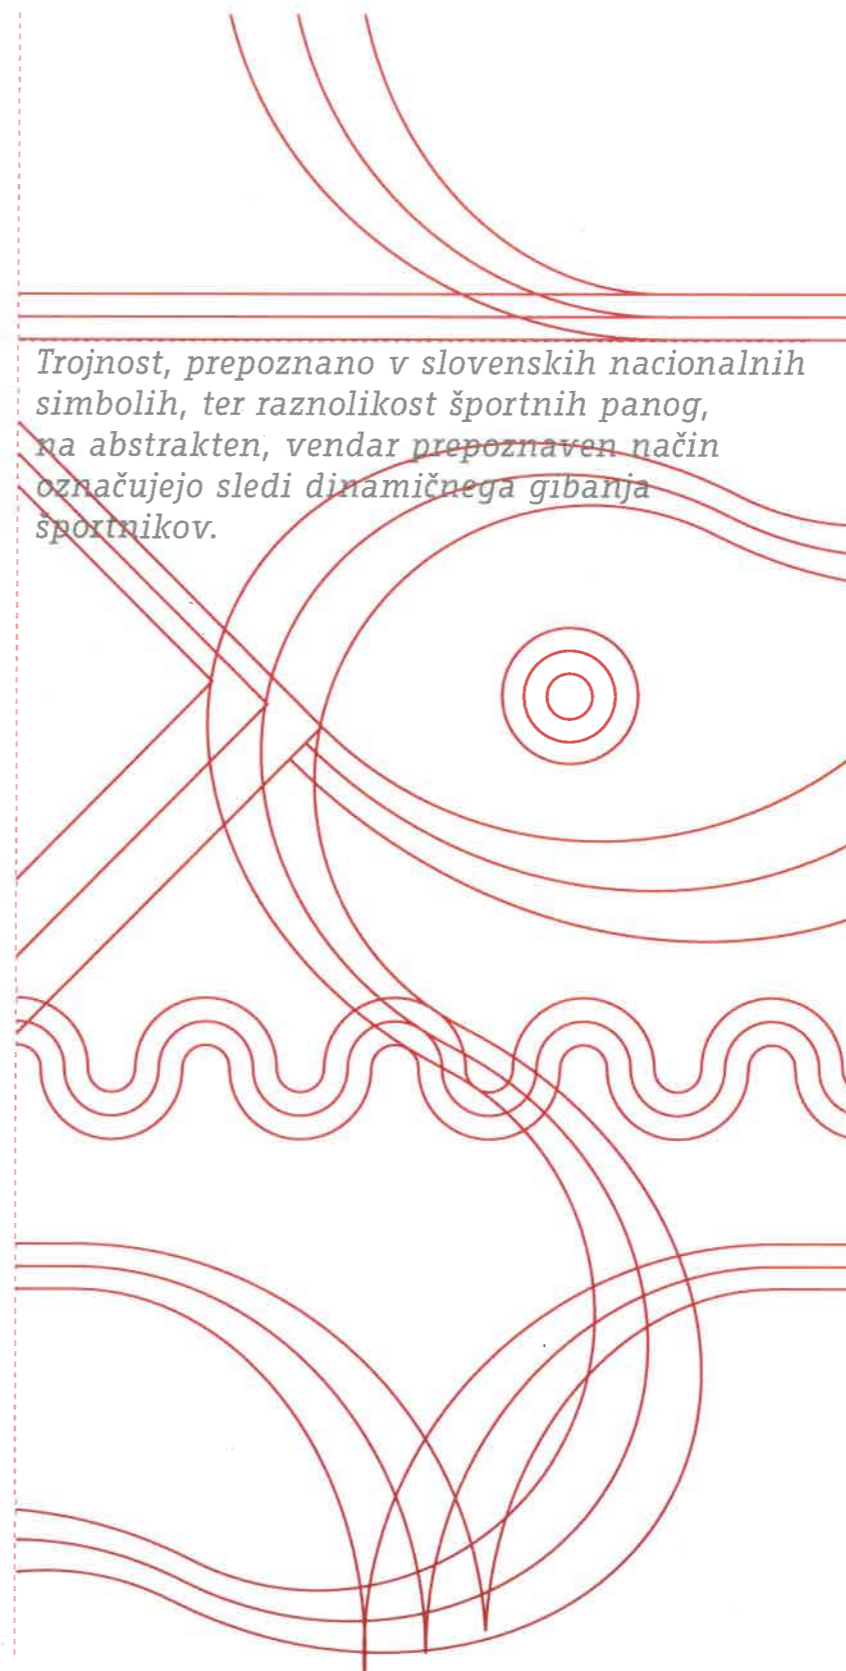 Trojnost, prepoznano v slovenskih nacionalnih
simbolih, ter raznolikost športnih panog,
na abstrakten, vendar prepoznaven način
označujejo sledi dinamičnega gibanja
športnikov.